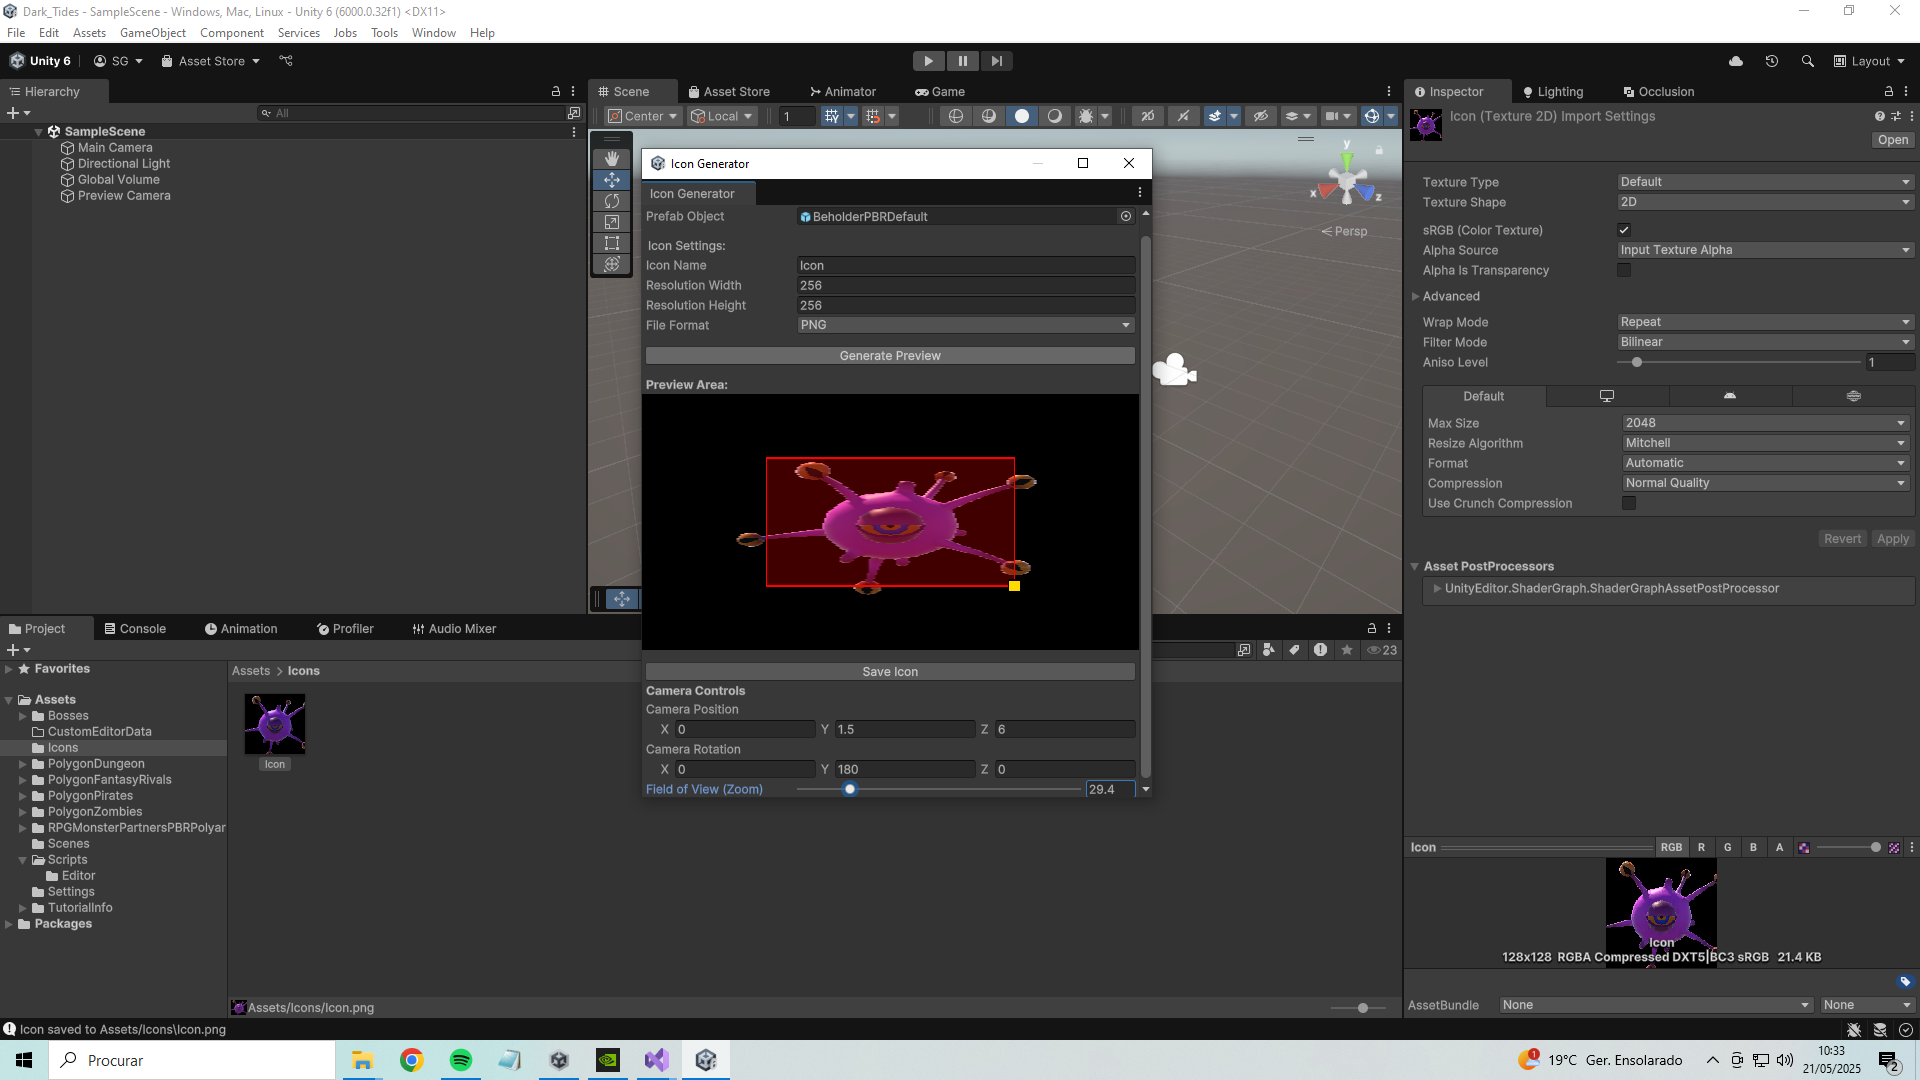 Dark_Tides - SampleScene - Windows, Mac, Linux - Unity 6 (6000.0.32f1) <DX11>
File Edit Assets GameObject Component Services Jobs Tools Window Help
Unity 6 SG Asset Store Layout
Hierarchy
All
SampleScene
Main Camera
Directional Light
Global Volume
Preview Camera
Scene Asset Store Animator Game
Center Local 1 2D
y
x z
Persp
Icon Generator
Icon Generator
Prefab Object BeholderPBRDefault
Icon Settings:
Icon Name Icon
Resolution Width 256
Resolution Height 256
File Format PNG
Generate Preview
Preview Area:
Save Icon
Camera Controls
Camera Position
X 0 Y 1.5 Z 6
Camera Rotation
X 0 Y 180 Z 0
Field of View (Zoom) 29.4
Inspector Lighting Occlusion
Icon (Texture 2D) Import Settings
Open
Texture Type Default
Texture Shape 2D
sRGB (Color Texture)
Alpha Source Input Texture Alpha
Alpha Is Transparency
Advanced
Wrap Mode Repeat
Filter Mode Bilinear
Aniso Level 1
Default
Max Size 2048
Resize Algorithm Mitchell
Format Automatic
Compression Normal Quality
Use Crunch Compression
Revert Apply
Asset PostProcessors
UnityEditor.ShaderGraph.ShaderGraphAssetPostProcessor
Icon RGB R G B A
Icon
128x128 RGBA Compressed DXT5|BC3 sRGB 21.4 KB
AssetBundle None None
Project Console Animation Profiler Audio Mixer
23
Favorites
Assets
Bosses
CustomEditorData
Icons
PolygonDungeon
PolygonFantasyRivals
PolygonPirates
PolygonZombies
RPGMonsterPartnersPBRPolyar
Scenes
Scripts
Editor
Settings
TutorialInfo
Packages
Assets > Icons
Icon
Assets/Icons/Icon.png
Icon saved to Assets/Icons\Icon.png
Procurar
1
19°C Ger. Ensolarado
10:33
21/05/2025
2